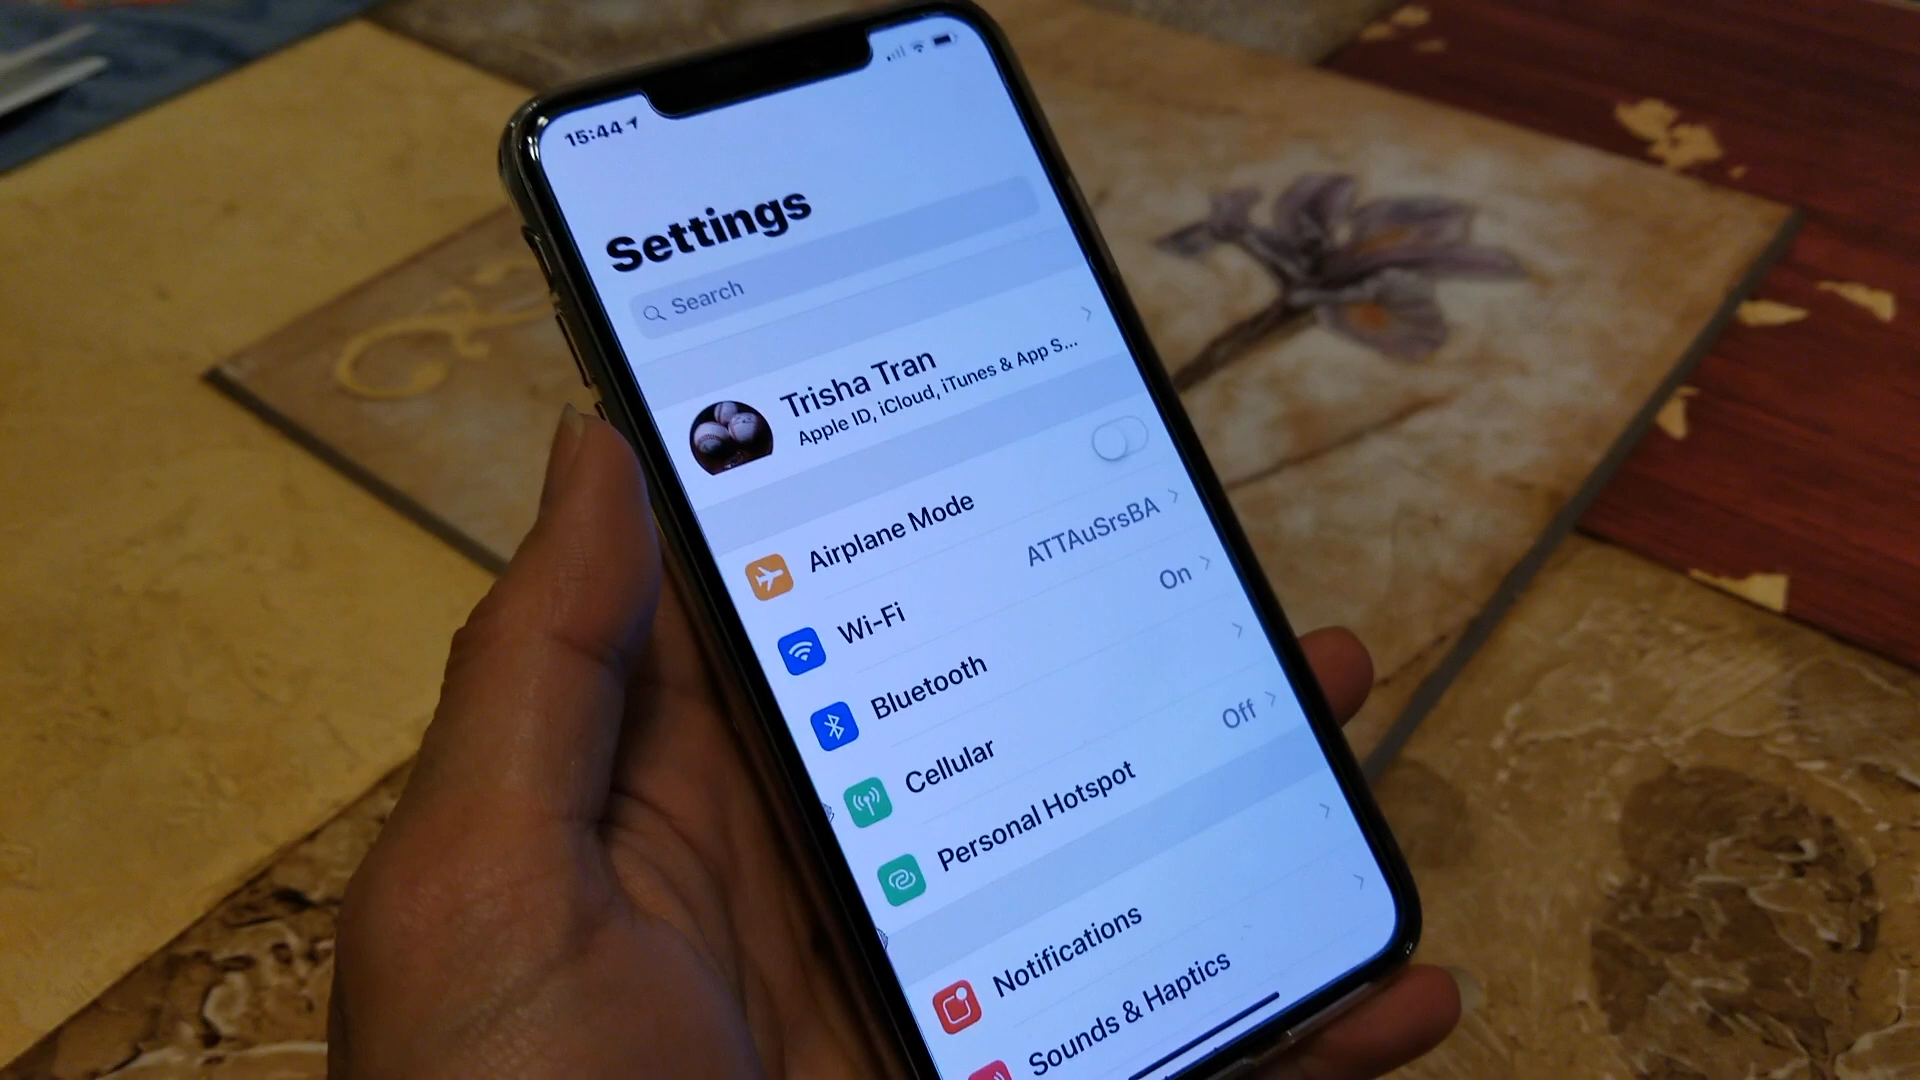 15:44
Settings
Search
Trisha Tran
Apple ID, iCloud, iTunes & App S...
Airplane Mode
Wi-Fi ATTAuSrsBA
Bluetooth On
Cellular
Personal Hotspot Off
Notifications
Sounds & Haptics